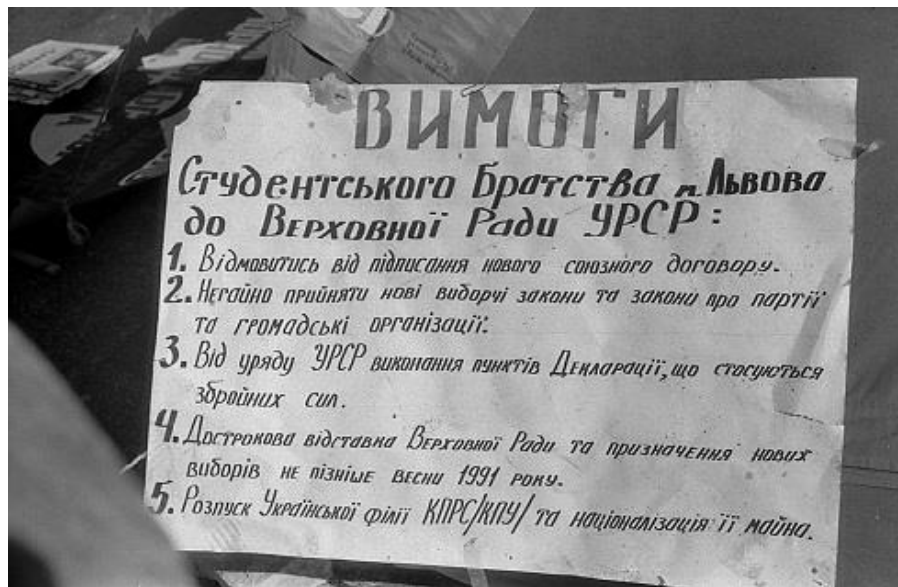 ВИМОГИ
Студентського Братства м. Львова
до Верховної Ради УРСР:
1. Відмовитись від підписання нового союзного договору.
2. Негайно прийняти нові виборчі закони та закони про партії
та громадські організації.
3. Від уряду УРСР виконання пунктів Декларації, що стосуються
збройних сил.
4. Дострокова відставка Верховної Ради та призначення нових
виборів не пізніше весни 1991 року.
5. Розпуск Української філії КПРС/КПУ/ та націоналізація її майна.